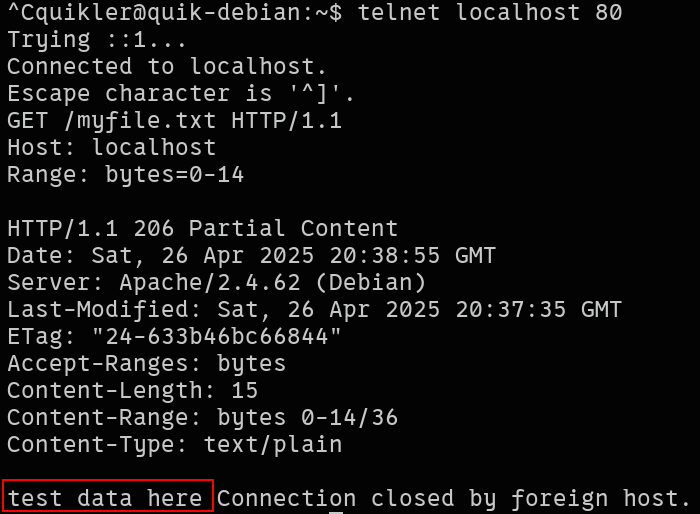 ^Cquikler@quik-debian:~$ telnet localhost 80
Trying ::1...
Connected to localhost.
Escape character is '^]'.
GET /myfile.txt HTTP/1.1
Host: localhost
Range: bytes=0-14

HTTP/1.1 206 Partial Content
Date: Sat, 26 Apr 2025 20:38:55 GMT
Server: Apache/2.4.62 (Debian)
Last-Modified: Sat, 26 Apr 2025 20:37:35 GMT
ETag: "24-633b46bc66844"
Accept-Ranges: bytes
Content-Length: 15
Content-Range: bytes 0-14/36
Content-Type: text/plain

test data here Connection closed by foreign host.